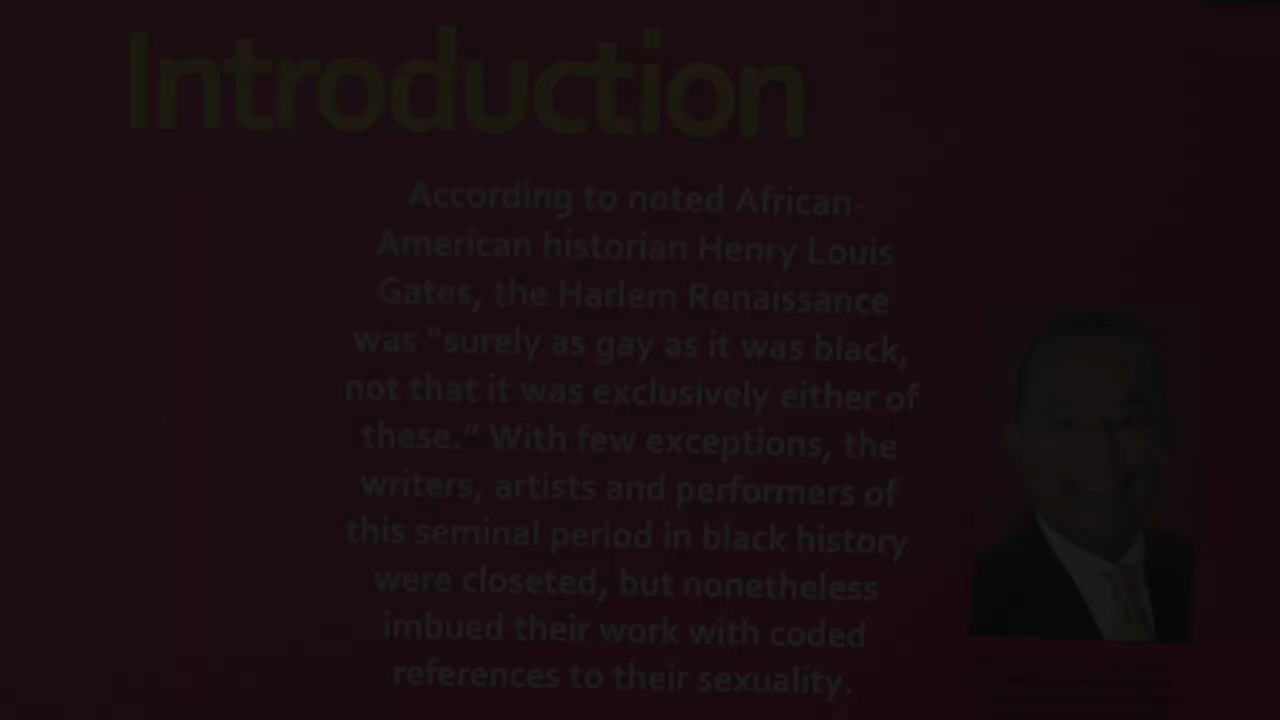 Introduction
According to noted African-
American historian Henry Louis
Gates, the Harlem Renaissance
was “surely as gay as it was black,
not that it was exclusively either of
these.” With few exceptions, the
writers, artists and performers of
this seminal period in black history
were closeted, but nonetheless
imbued their work with coded
references to their sexuality.